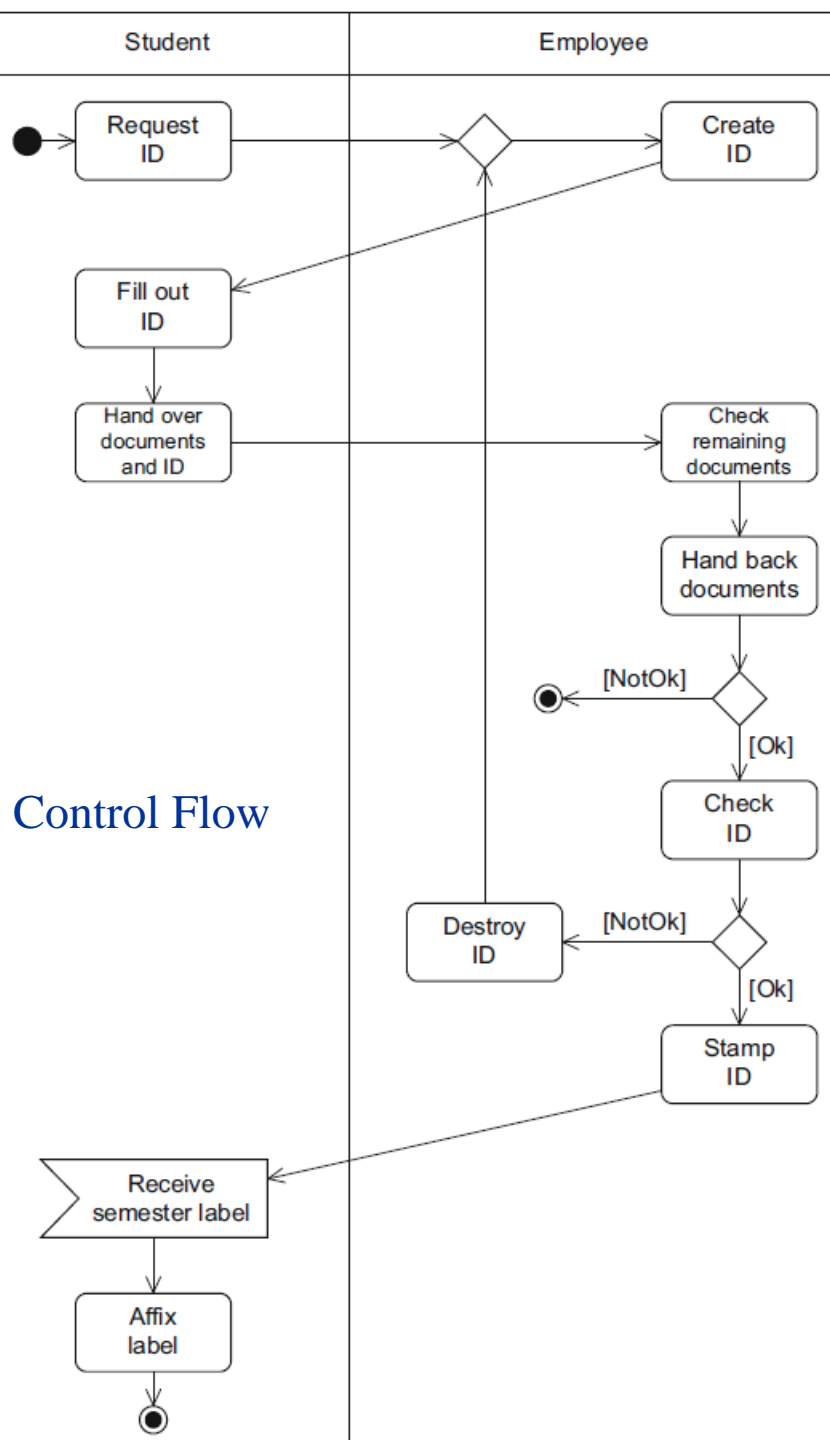 Student
Employee
Request
ID
Create
ID
Fill out
ID
Hand over
documents
and ID
Check
remaining
documents
Hand back
documents
[NotOk]
[Ok]
Control Flow
Check
ID
Destroy
ID
[NotOk]
[Ok]
Stamp
ID
Receive
semester label
Affix
label